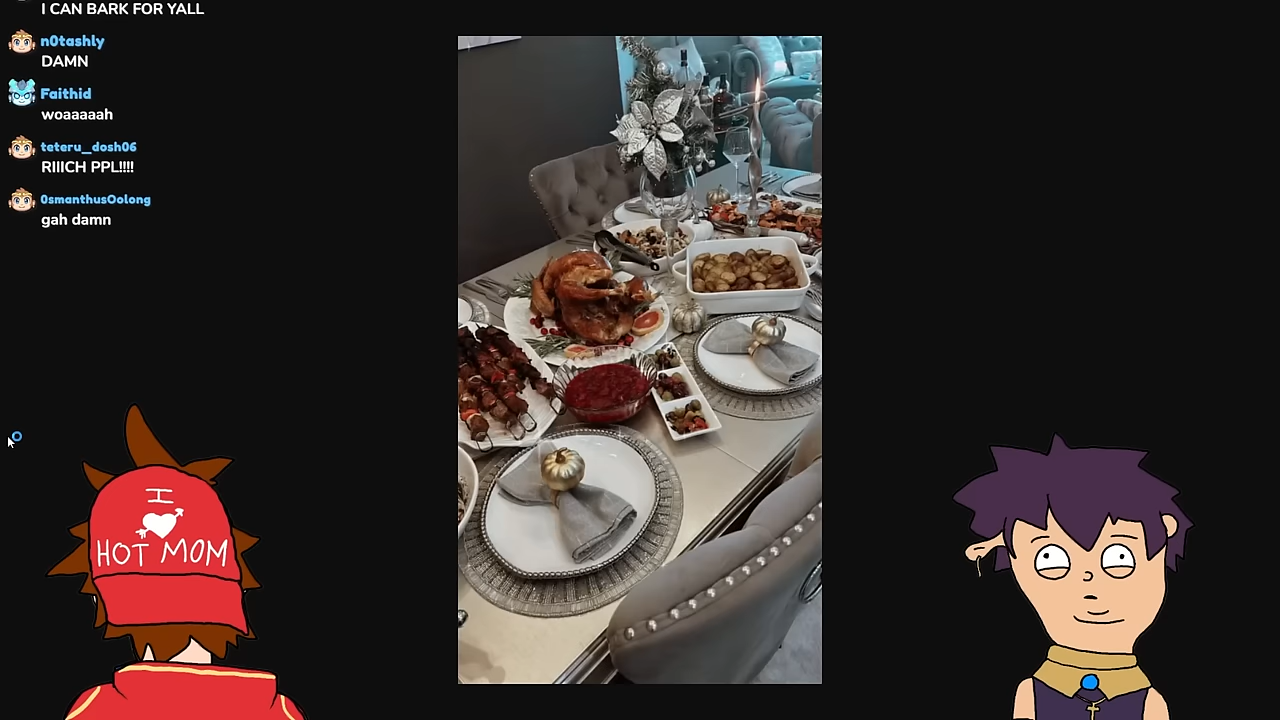 I CAN BARK FOR YALL
n0tashly
DAMN
Faithid
woaaaaah
teteru_dosh06
RIIICH PPL!!!!
0smanthusOolong
gah damn
I
HOT MOM